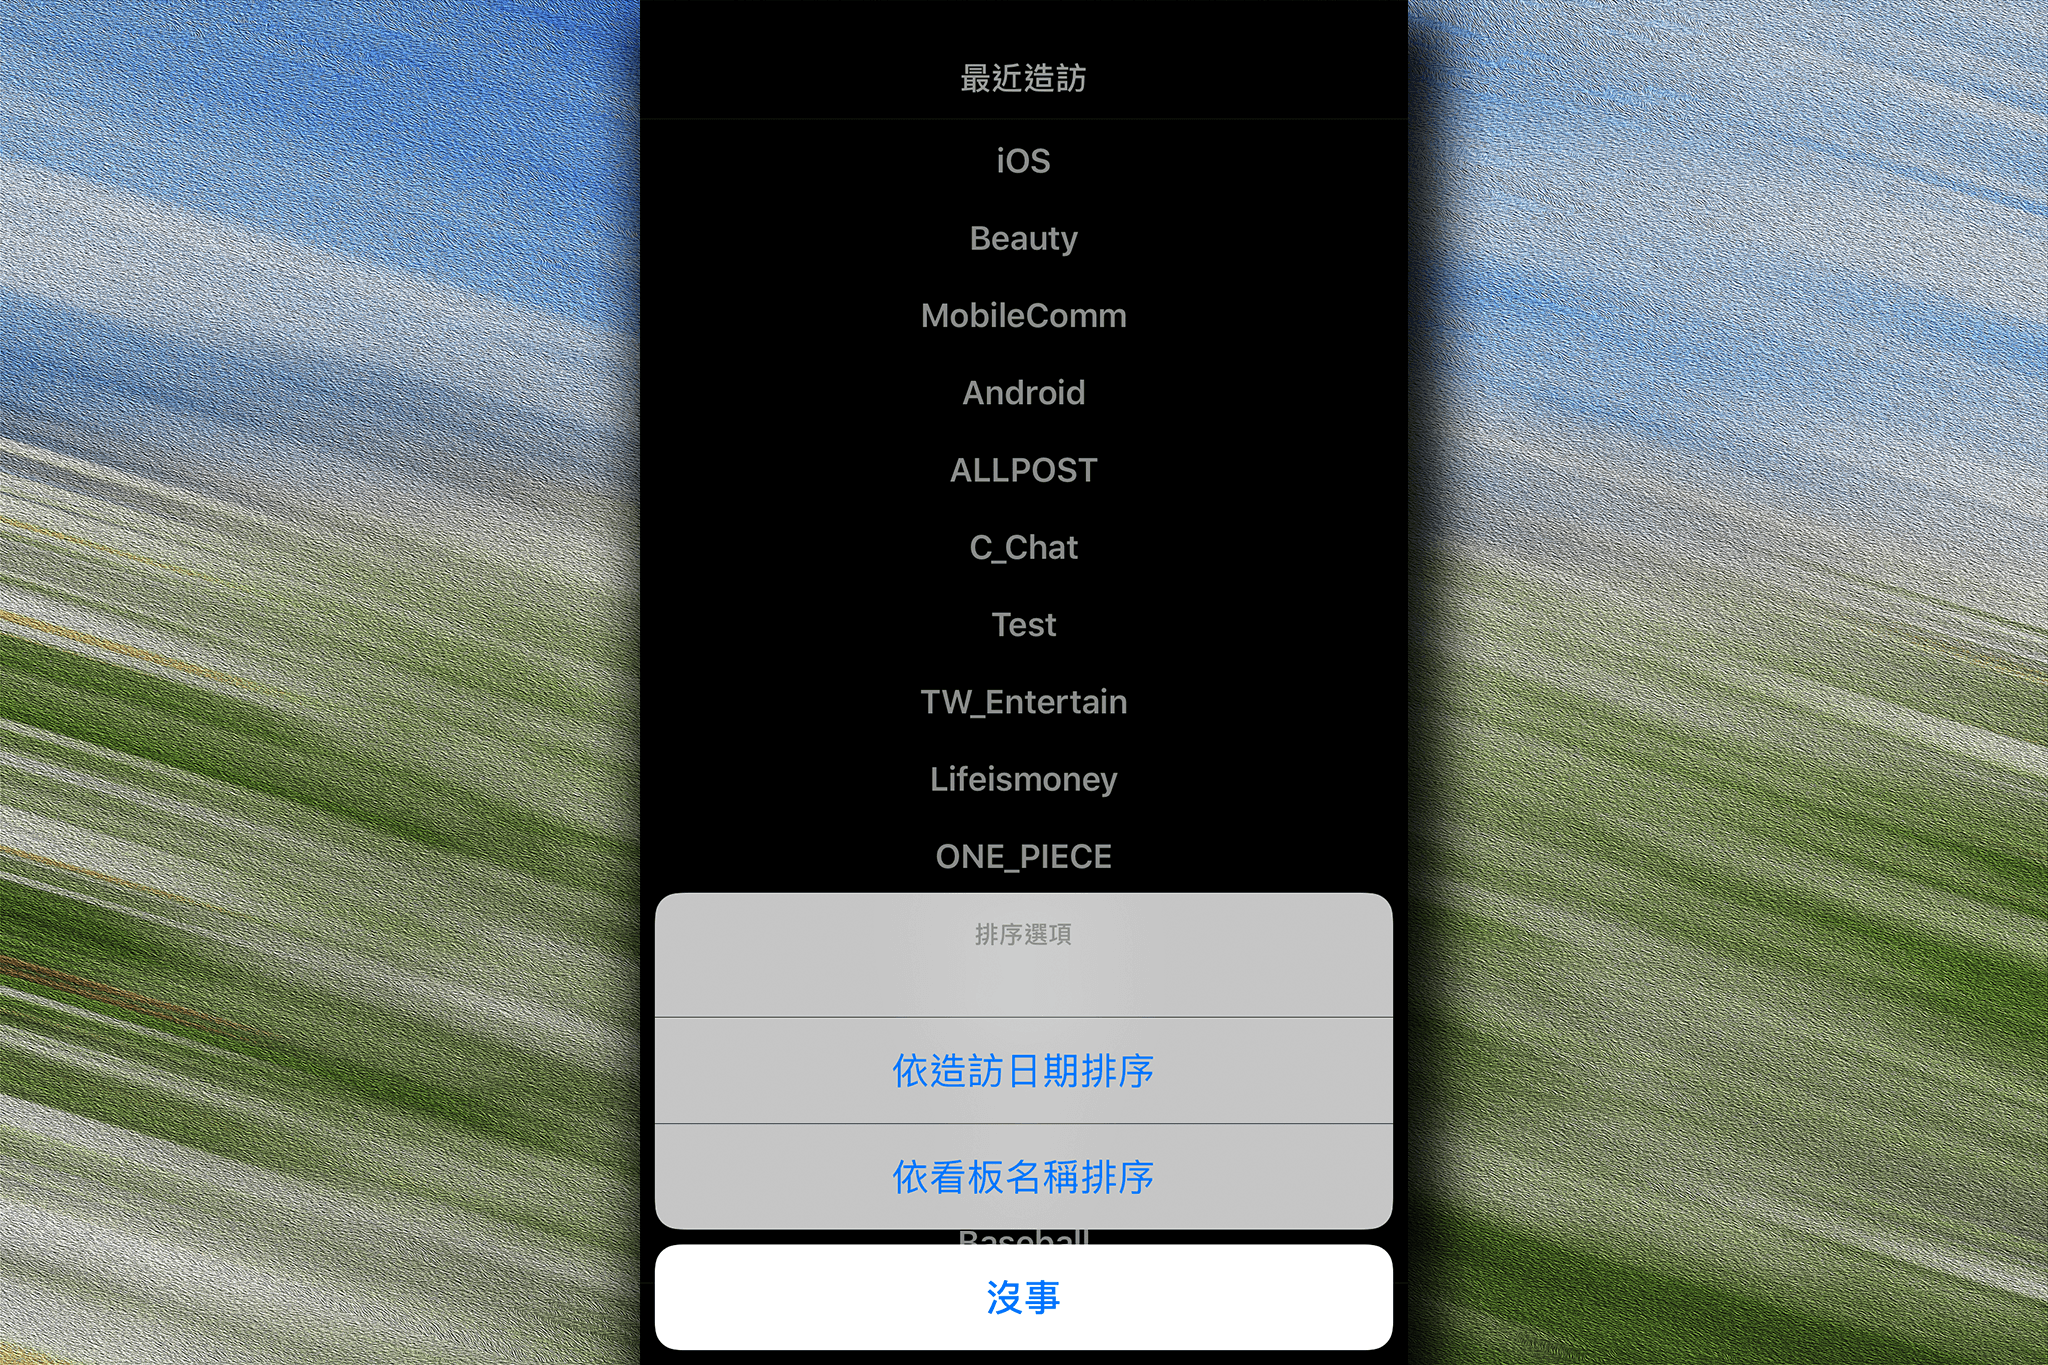 最近造訪
iOS
Beauty
MobileComm
Android
ALLPOST
C_Chat
Test
TW_Entertain
Lifeismoney
ONE_PIECE
排序選項
依造訪日期排序
依看板名稱排序
Baseball
沒事